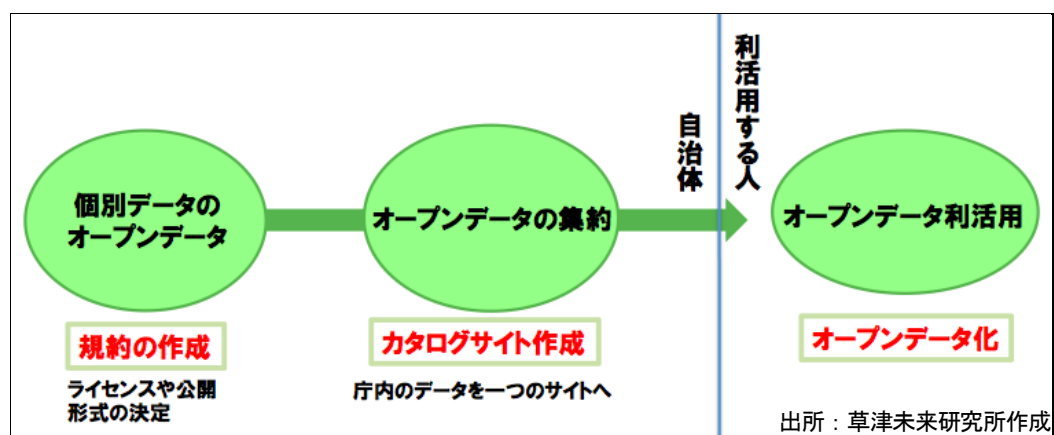 個別データの
オープンデータ
規約の作成
ライセンスや公開
形式の決定
オープンデータの集約
カタログサイト作成
庁内のデータを一つのサイトへ
自治体
利活用する人
オープンデータ利活用
オープンデータ化
出所：草津未来研究所作成